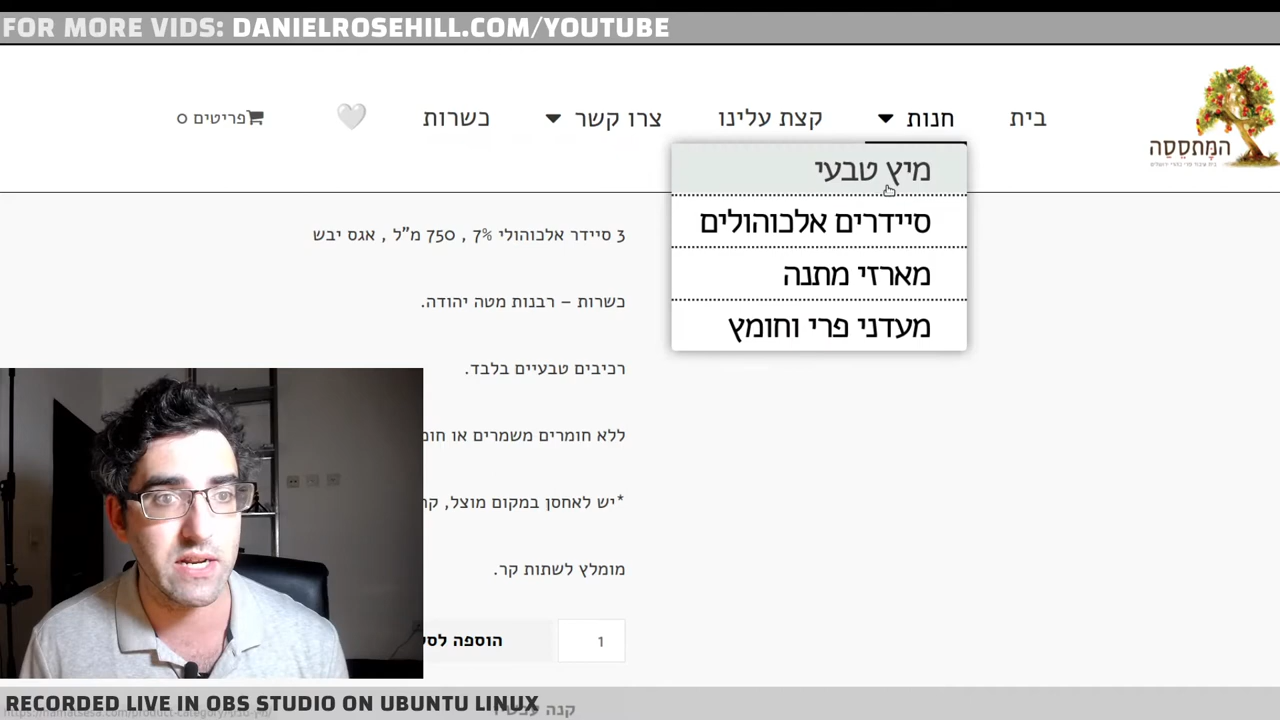 FOR MORE VIDS: DANIELROSEHILL.COM/YOUTUBE
בית
חנות
קצת עלינו
צרו קשר
כשרות
פריטים 0
המתססה
מיץ טבעי
סיידרים אלכוהולים
מארזי מתנה
מעדני פרי וחומץ
3 סיידר אלכוהולי 7% , 750 מ"ל , אגס יבש
כשרות – רבנות מטה יהודה.
רכיבים טבעיים בלבד.
ללא חומרים משמרים או
*יש לאחסן במקום מוצל,
מומלץ לשתות קר.
1
הוספה
RECORDED LIVE IN OBS STUDIO ON UBUNTU LINUX